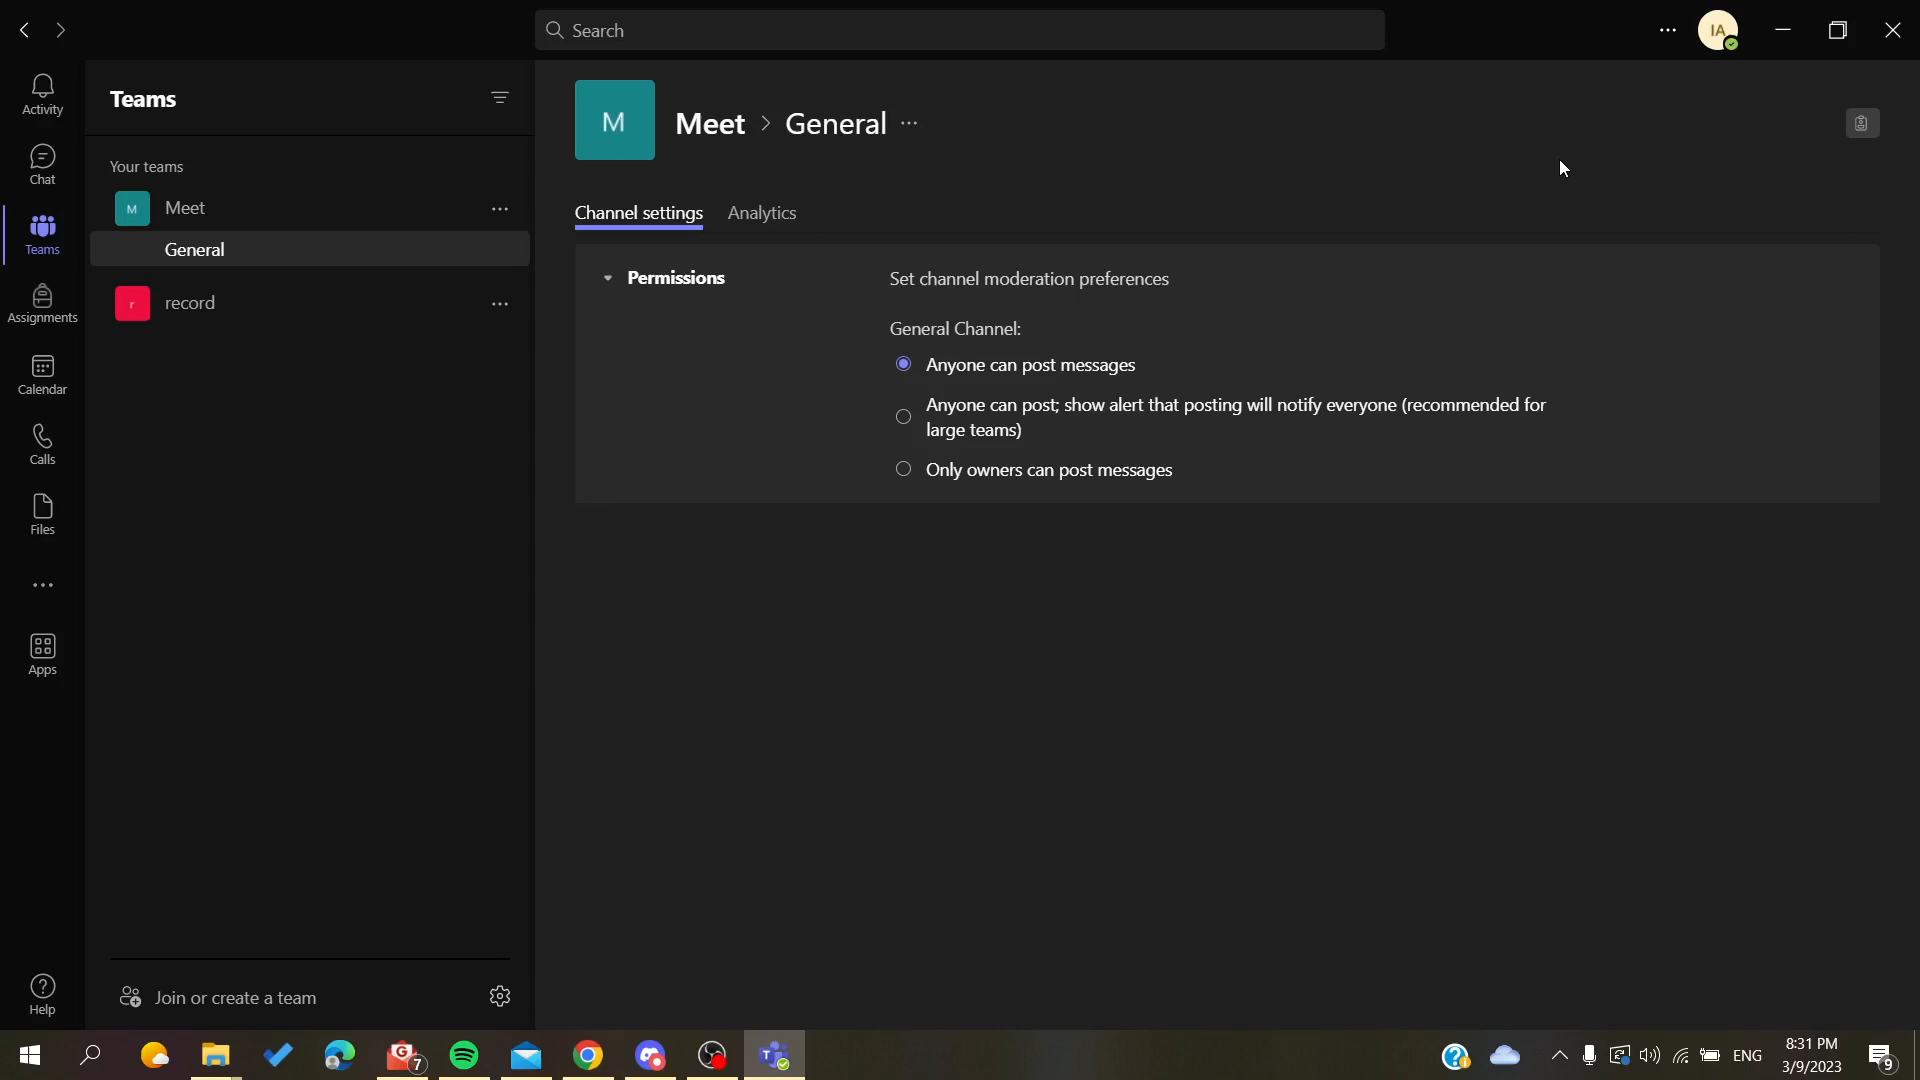 Search
IA
Activity
Chat
Teams
Assignments
Calendar
Calls
Files
Apps
Help
Teams
Your teams
M
Meet
General
r
record
Join or create a team
M
Meet > General
Channel settings
Analytics
Permissions
Set channel moderation preferences
General Channel:
Anyone can post messages
Anyone can post; show alert that posting will notify everyone (recommended for
large teams)
Only owners can post messages
G
7
T
ENG
8:31 PM
3/9/2023
9